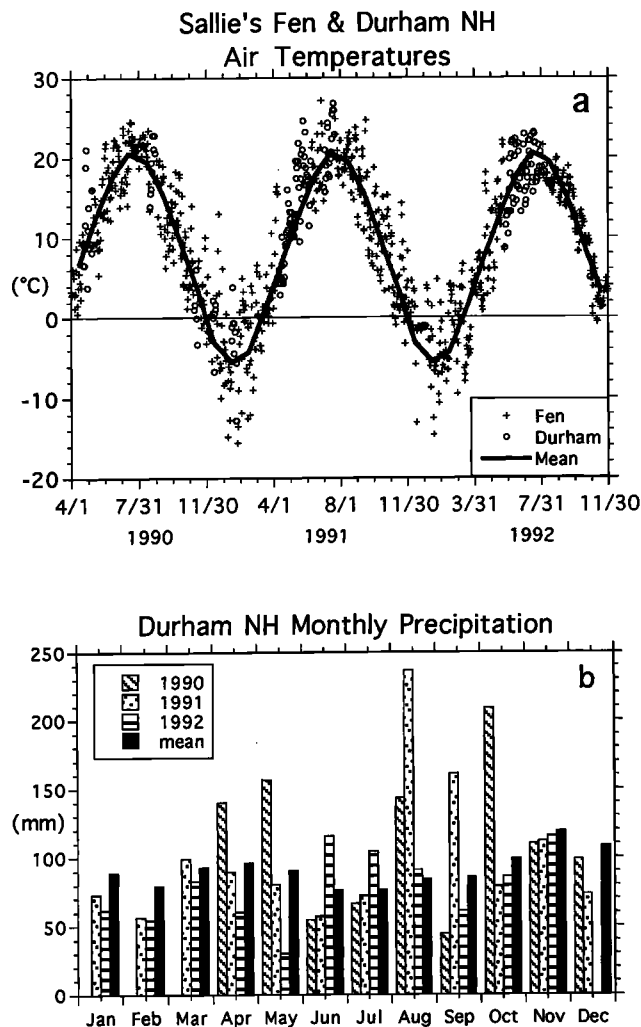 Sallie's Fen & Durham NH
Air Temperatures
30
a
20
10
(°C)
0
-10
+ Fen
o Durham
Mean
-20
4/1 7/31 11/30 4/1 8/1 11/30 3/31 7/31 11/30
1990 1991 1992
Durham NH Monthly Precipitation
250
b
1990
1991
1992
mean
200
150
(mm)
100
50
0
Jan Feb Mar Apr May Jun Jul Aug Sep Oct Nov Dec